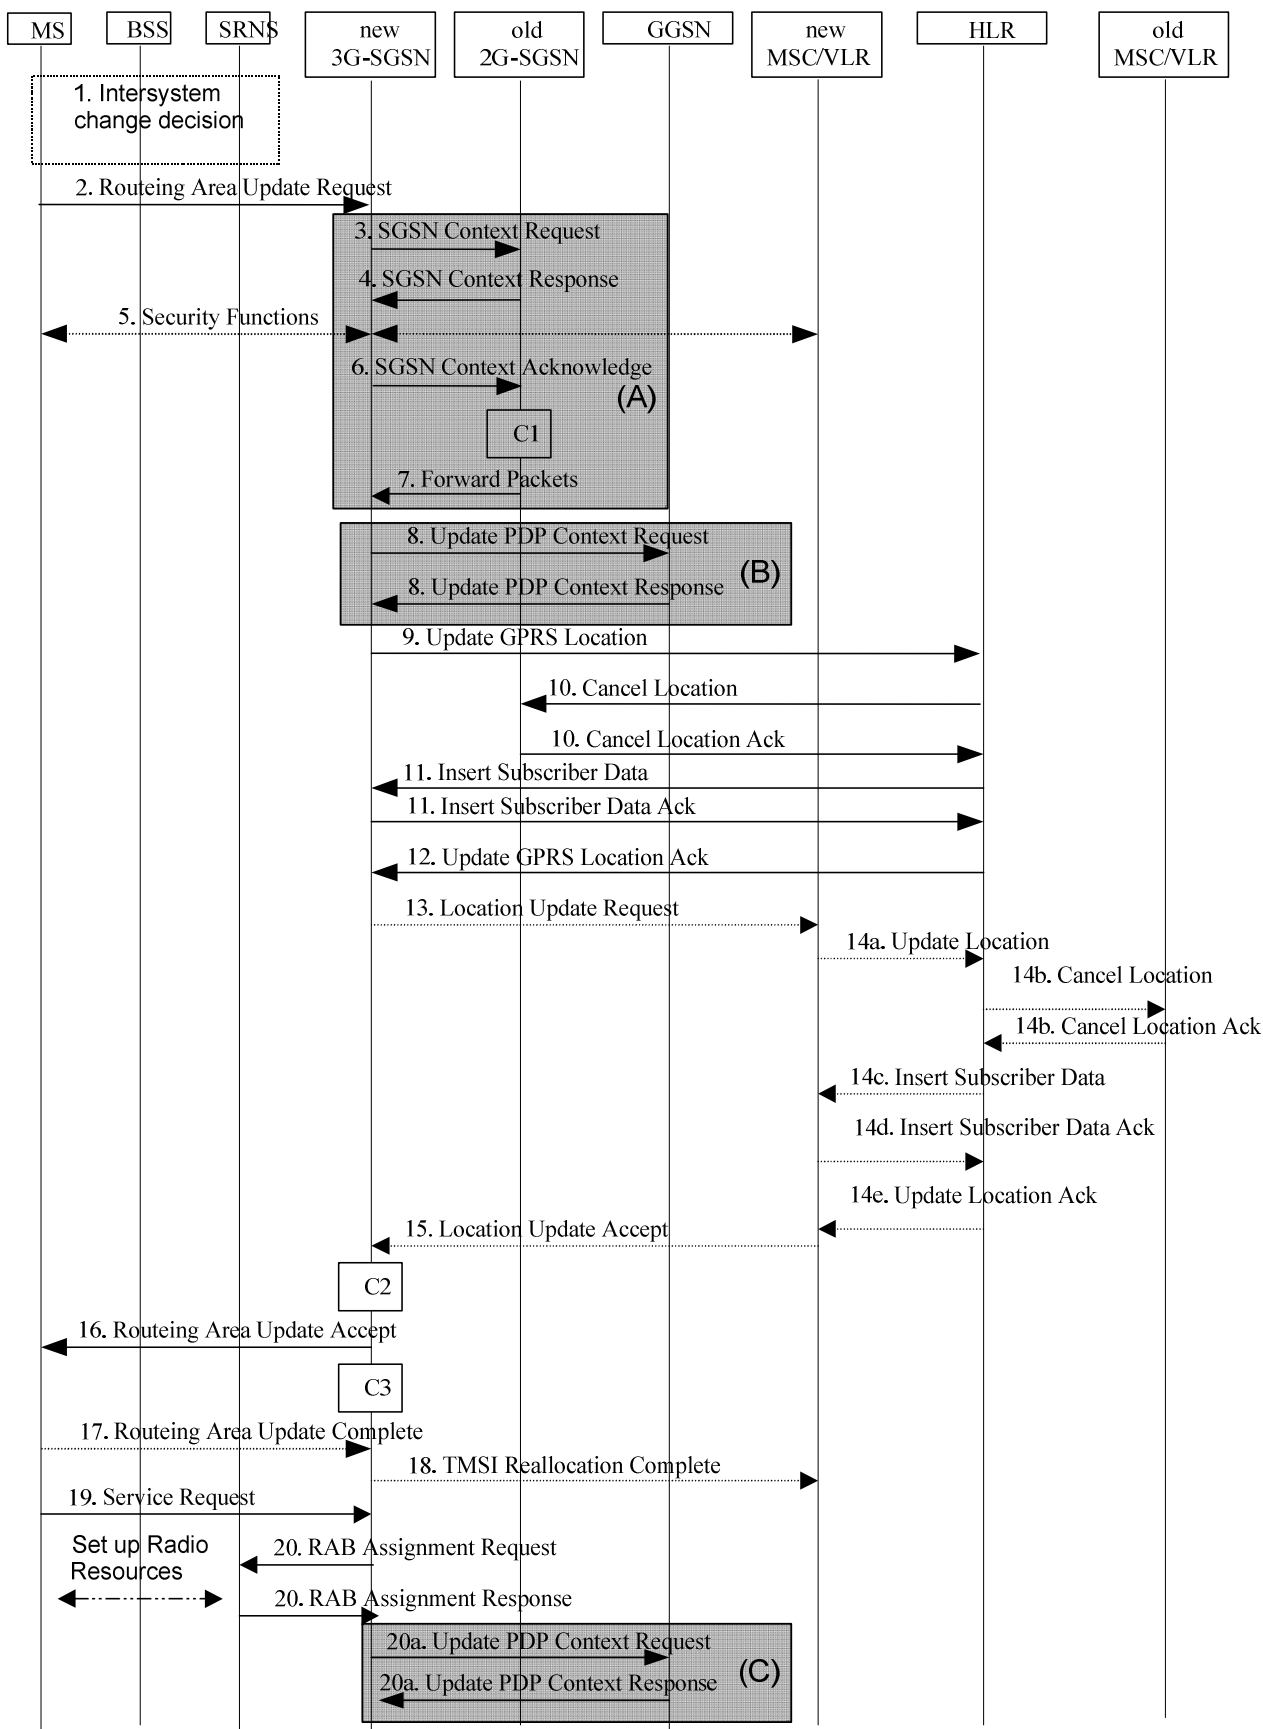 MS
BSS
SRNS
new
3G-SGSN
old
2G-SGSN
GGSN
new
MSC/VLR
HLR
old
MSC/VLR
1. Intersystem
change decision
2. Routeing Area Update Request
3. SGSN Context Request
4. SGSN Context Response
5. Security Functions
6. SGSN Context Acknowledge
(A)
C1
7. Forward Packets
8. Update PDP Context Request
(B)
8. Update PDP Context Response
9. Update GPRS Location
10. Cancel Location
10. Cancel Location Ack
11. Insert Subscriber Data
11. Insert Subscriber Data Ack
12. Update GPRS Location Ack
13. Location Update Request
14a. Update Location
14b. Cancel Location
14b. Cancel Location Ack
14c. Insert Subscriber Data
14d. Insert Subscriber Data Ack
14e. Update Location Ack
15. Location Update Accept
C2
16. Routeing Area Update Accept
C3
17. Routeing Area Update Complete
18. TMSI Reallocation Complete
19. Service Request
Set up Radio
Resources
20. RAB Assignment Request
20. RAB Assignment Response
20a. Update PDP Context Request
(C)
20a. Update PDP Context Response